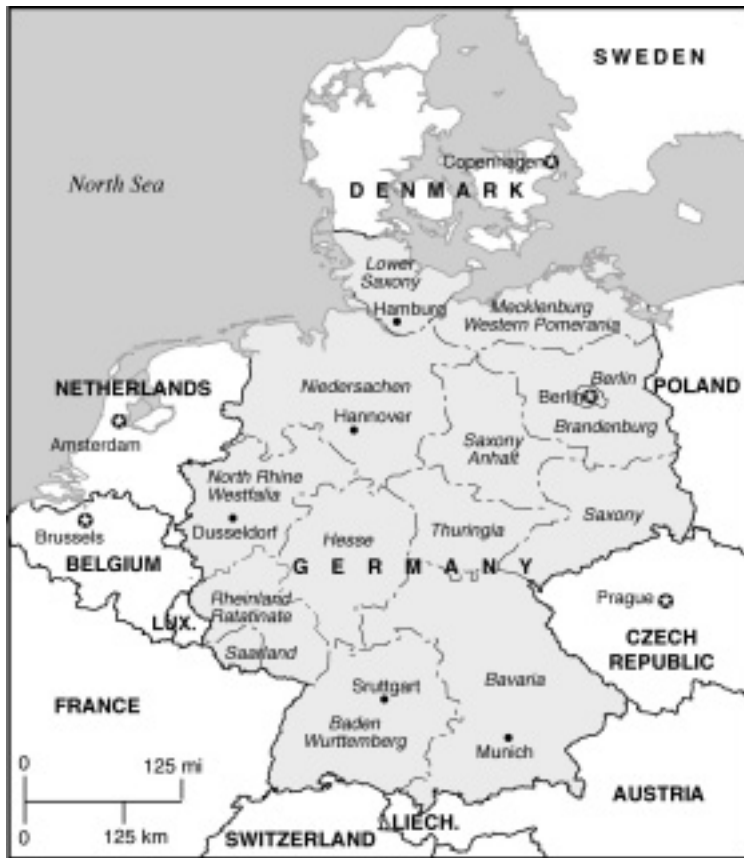 SWEDEN
Copenhagen
North Sea
DENMARK
Lower
Saxony
Hamburg
Mecklenburg
Western Pomerania
NETHERLANDS
Niedersachen
Berlin
Berlin
POLAND
Hannover
Brandenburg
Amsterdam
Saxony
Anhalt
North Rhine
Westfalia
Brussels
Dusseldorf
Hesse
Thuringia
Saxony
BELGIUM
GERMANY
Rheinland
Ratatinate
Prague
LUX.
CZECH
REPUBLIC
Saarland
Sruttgart
Bavaria
FRANCE
Baden
Wurttemberg
Munich
0
125 mi
AUSTRIA
0
125 km
LIECH.
SWITZERLAND